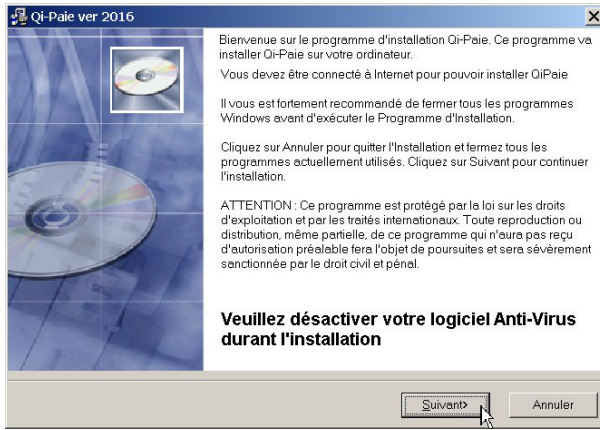 Qi-Paie ver 2016
Bienvenue sur le programme d'installation Qi-Paie. Ce programme va
installer Qi-Paie sur votre ordinateur.
Vous devez être connecté à Internet pour pouvoir installer QiPaie
Il vous est fortement recommandé de fermer tous les programmes
Windows avant d'exécuter le Programme d'Installation.
Cliquez sur Annuler pour quitter l'Installation et fermez tous les
programmes actuellement utilisés. Cliquez sur Suivant pour continuer
l'installation.
ATTENTION : Ce programme est protégé par la loi sur les droits
d'exploitation et par les traités internationaux. Toute reproduction ou
distribution, même partielle, de ce programme qui n'aura pas reçu
d'autorisation préalable fera l'objet de poursuites et sera sévèrement
sanctionnée par le droit civil et pénal.
Veuillez désactiver votre logiciel Anti-Virus
durant l'installation
Suivant>
Annuler